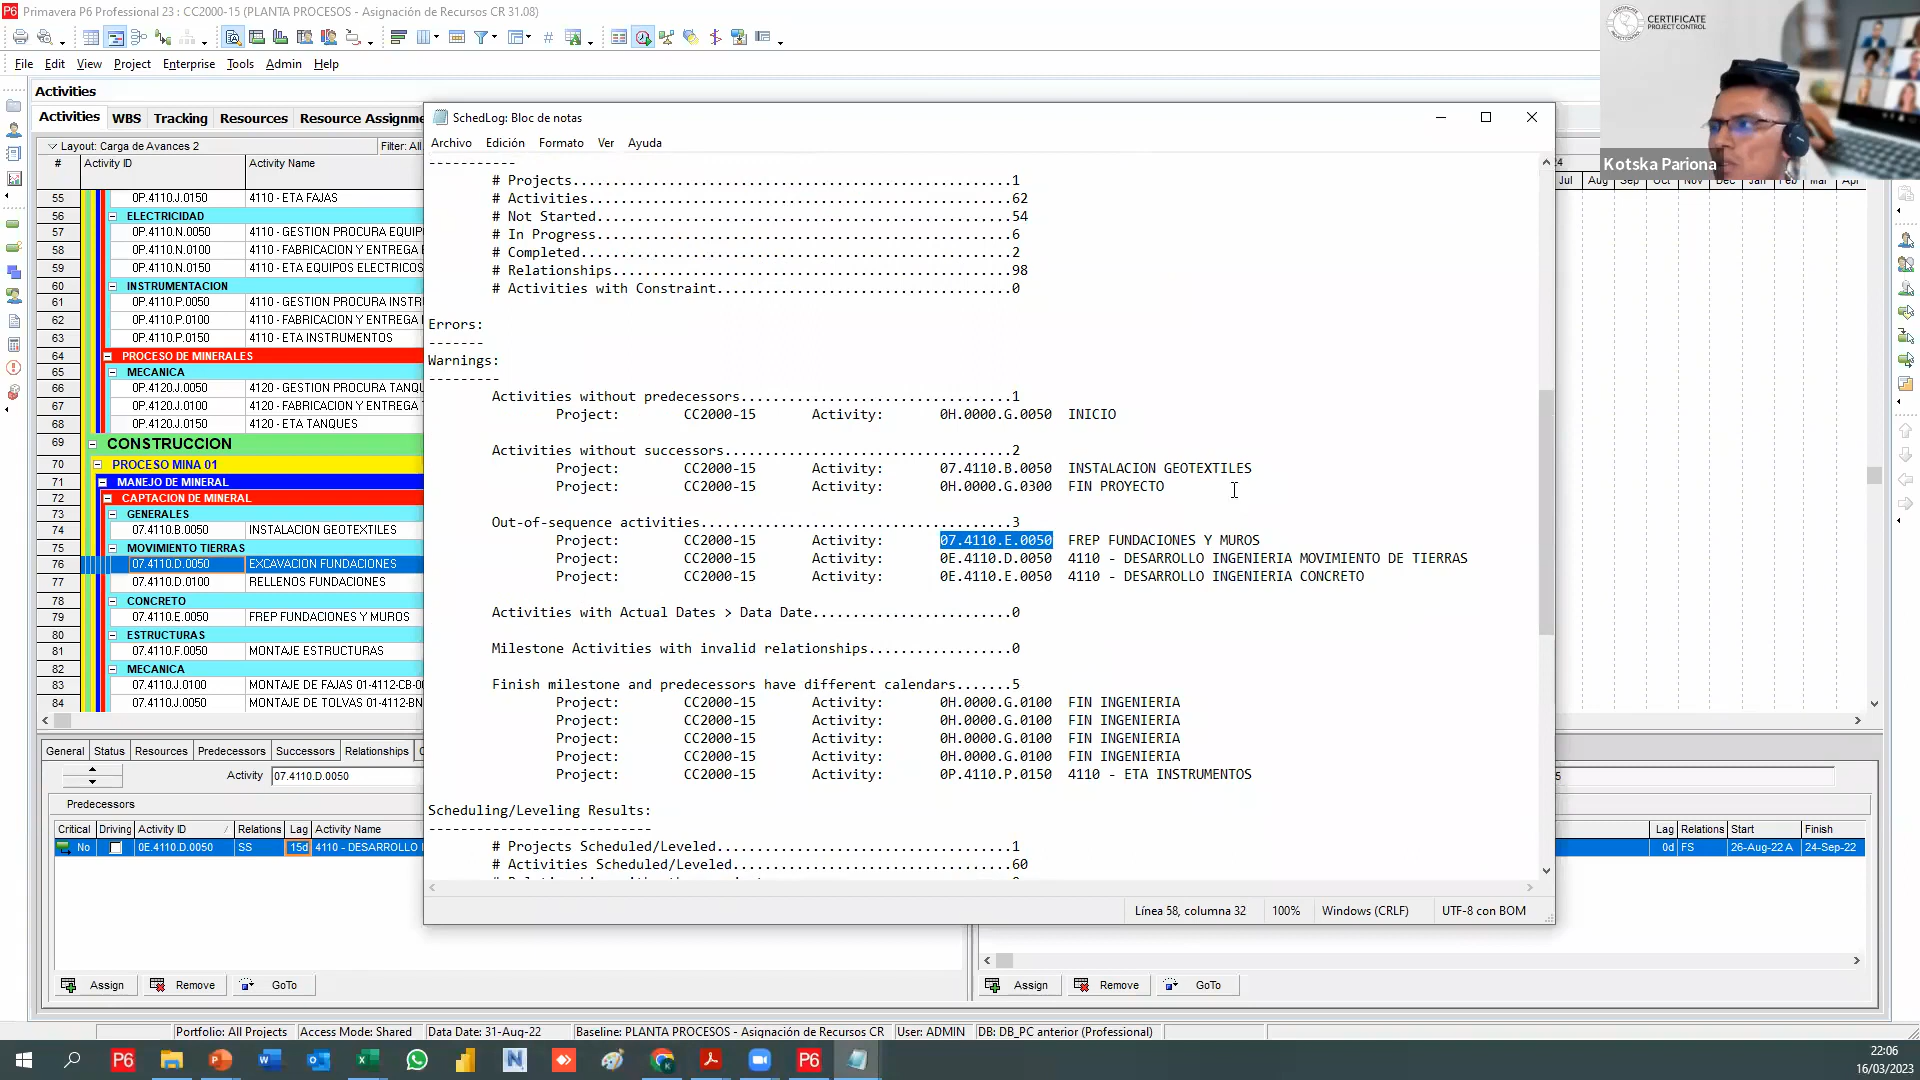 Primavera P6 Professional 23 : CC2000-15 (PLANTA PROCESOS - Asignación de Recursos CR 31.08)
File Edit View Project Enterprise Tools Admin Help
Activities
Activities WBS Tracking Resources Resource Assignme
Layout: Carga de Avances 2 Filter: All
# Activity ID Activity Name
55 0P.4110.J.0150 4110 - ETA FAJAS
56 ELECTRICIDAD
57 0P.4110.N.0050 4110 - GESTION PROCURA EQUIP
58 0P.4110.N.0100 4110 - FABRICACION Y ENTREGA
59 0P.4110.N.0150 4110 - ETA EQUIPOS ELECTRICOS
60 INSTRUMENTACION
61 0P.4110.P.0050 4110 - GESTION PROCURA INSTR
62 0P.4110.P.0100 4110 - FABRICACION Y ENTREGA
63 0P.4110.P.0150 4110 - ETA INSTRUMENTOS
64 PROCESO DE MINERALES
65 MECANICA
66 0P.4120.J.0050 4120 - GESTION PROCURA TANQU
67 0P.4120.J.0100 4120 - FABRICACION Y ENTREGA
68 0P.4120.J.0150 4120 - ETA TANQUES
69 CONSTRUCCION
70 PROCESO MINA 01
71 MANEJO DE MINERAL
72 CAPTACION DE MINERAL
73 GENERALES
74 07.4110.B.0050 INSTALACION GEOTEXTILES
75 MOVIMIENTO TIERRAS
76 07.4110.D.0050 EXCAVACION FUNDACIONES
77 07.4110.D.0100 RELLENOS FUNDACIONES
78 CONCRETO
79 07.4110.E.0050 FREP FUNDACIONES Y MUROS
80 ESTRUCTURAS
81 07.4110.F.0050 MONTAJE ESTRUCTURAS
82 MECANICA
83 07.4110.J.0100 MONTAJE DE FAJAS 01-4112-CB-0
84 07.4110.J.0050 MONTAJE DE TOLVAS 01-4112-BN
SchedLog: Bloc de notas
Archivo Edición Formato Ver Ayuda
-----------
# Projects...............................................1
# Activities.............................................62
# Not Started............................................54
# In Progress............................................6
# Completed..............................................2
# Relationships..........................................98
# Activities with Constraint.............................0
Errors:
-------
Warnings:
---------
Activities without predecessors..................................1
Project: CC2000-15 Activity: 0H.0000.G.0050 INICIO
Activities without successors....................................2
Project: CC2000-15 Activity: 07.4110.B.0050 INSTALACION GEOTEXTILES
Project: CC2000-15 Activity: 0H.0000.G.0300 FIN PROYECTO
Out-of-sequence activities.......................................3
Project: CC2000-15 Activity: 07.4110.E.0050 FREP FUNDACIONES Y MUROS
Project: CC2000-15 Activity: 0E.4110.D.0050 4110 - DESARROLLO INGENIERIA MOVIMIENTO DE TIERRAS
Project: CC2000-15 Activity: 0E.4110.E.0050 4110 - DESARROLLO INGENIERIA CONCRETO
Activities with Actual Dates > Data Date........................0
Milestone Activities with invalid relationships..................0
Finish milestone and predecessors have different calendars.......5
Project: CC2000-15 Activity: 0H.0000.G.0100 FIN INGENIERIA
Project: CC2000-15 Activity: 0H.0000.G.0100 FIN INGENIERIA
Project: CC2000-15 Activity: 0H.0000.G.0100 FIN INGENIERIA
Project: CC2000-15 Activity: 0H.0000.G.0100 FIN INGENIERIA
Project: CC2000-15 Activity: 0P.4110.P.0150 4110 - ETA INSTRUMENTOS
Scheduling/Leveling Results:
----------------------------
# Projects Scheduled/Leveled.............................1
# Activities Scheduled/Leveled...........................60
Línea 58, columna 32 100% Windows (CRLF) UTF-8 con BOM
CERTIFICATE
PROJECT CONTROL
Kotska Pariona
24
Jul Aug Sep Oct Nov Dec Jan Feb Mar Apr
General Status Resources Predecessors Successors Relationships
Activity 07.4110.D.0050
Predecessors
Critical Driving Activity ID Relations Lag Activity Name
No 0E.4110.D.0050 SS 15d 4110 - DESARROLLO
Lag Relations Start Finish
0d FS 26-Aug-22 A 24-Sep-22
Assign Remove GoTo
Assign Remove GoTo
Portfolio: All Projects Access Mode: Shared Data Date: 31-Aug-22 Baseline: PLANTA PROCESOS - Asignación de Recursos CR User: ADMIN DB: DB_PC anterior (Professional)
22:06
16/03/2023